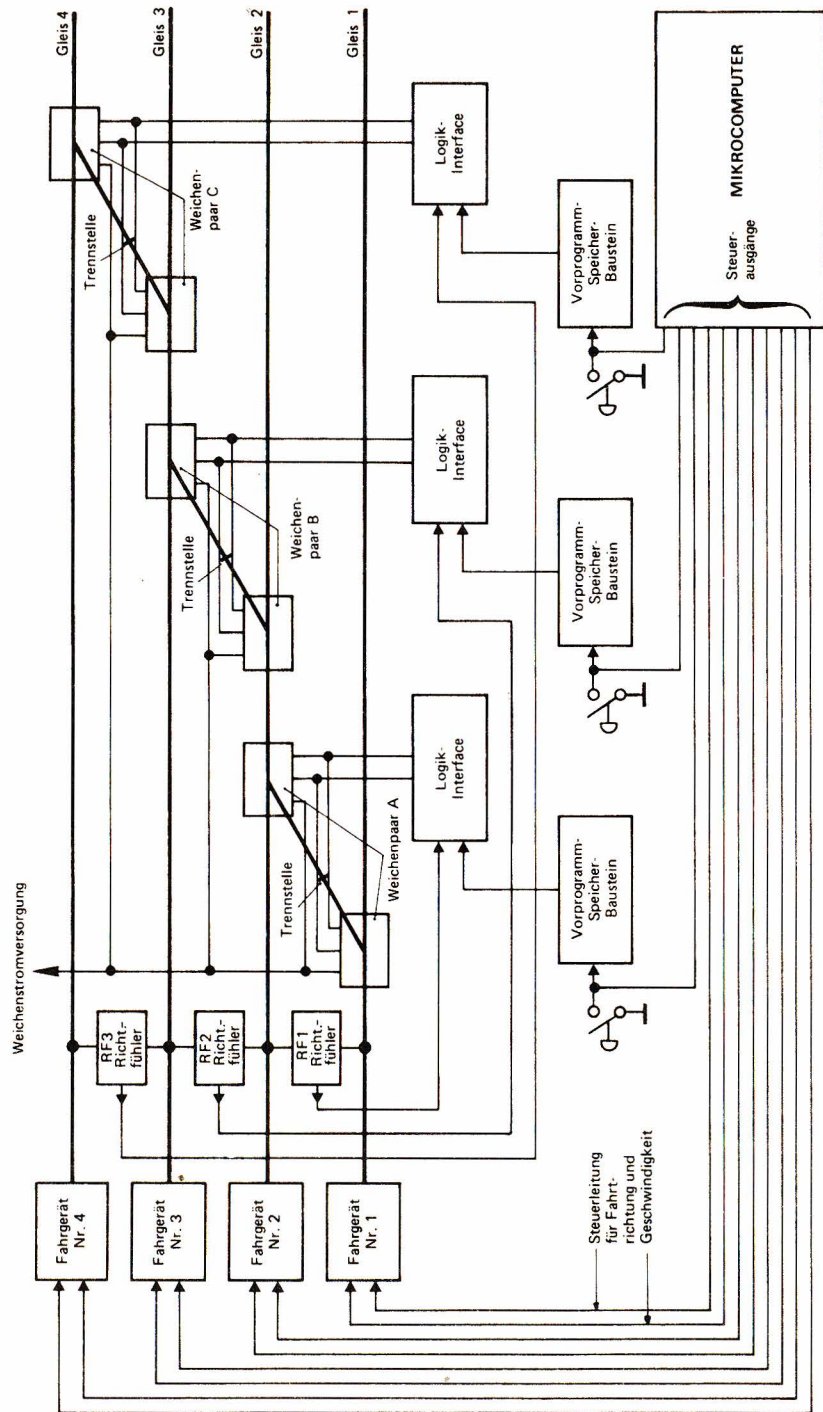 Weichenstromversorgung
Gleis 4
Gleis 3
Gleis 2
Gleis 1
Fahrgerät
Nr. 4
Fahrgerät
Nr. 3
Fahrgerät
Nr. 2
Fahrgerät
Nr. 1
RF3
Richt.-
fühler
RF2
Richt.-
fühler
RF1
Richt.-
fühler
Trennstelle
Weichenpaar A
Trennstelle
Weichen-
paar B
Trennstelle
Weichen-
paar C
Logik-
Interface
Logik-
Interface
Logik-
Interface
Vorprogramm-
Speicher-
Baustein
Vorprogramm-
Speicher-
Baustein
Vorprogramm-
Speicher-
Baustein
Steuerleitung
für Fahrt-
richtung und
Geschwindigkeit
Steuer-
ausgänge
MIKROCOMPUTER